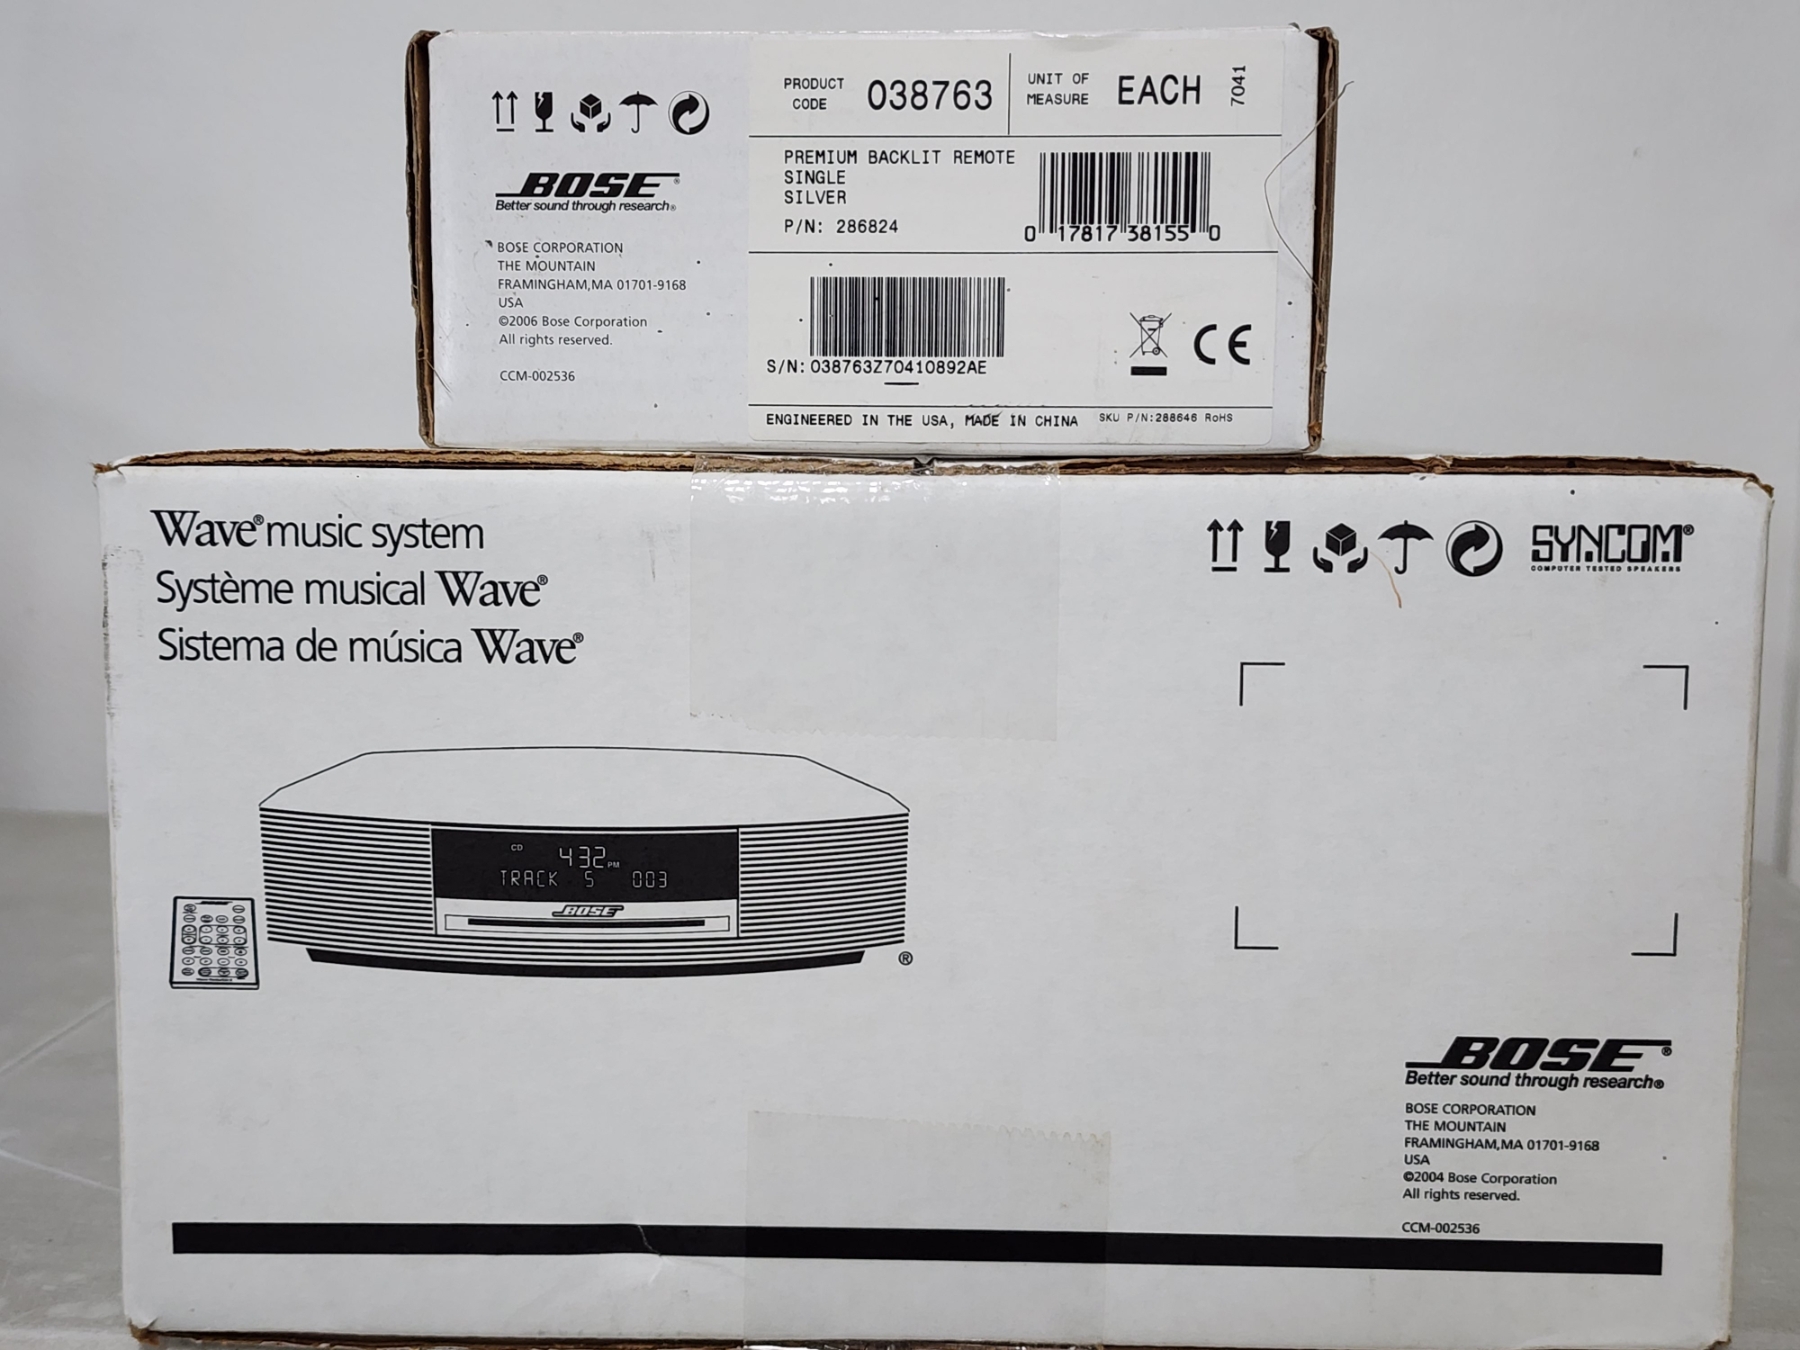 PRODUCT CODE 038763
UNIT OF MEASURE EACH
7041
BOSE®
Better sound through research®
BOSE CORPORATION
THE MOUNTAIN
FRAMINGHAM,MA 01701-9168
USA
©2006 Bose Corporation
All rights reserved.
CCM-002536
PREMIUM BACKLIT REMOTE
SINGLE
SILVER
P/N: 286824
0 17817 38155 0
S/N: 038763Z70410892AE
CE
ENGINEERED IN THE USA, MADE IN CHINA
SKU P/N:288646 RoHS
Wave® music system
Système musical Wave®
Sistema de música Wave®
SYNCOM®
COMPUTER TESTED SPEAKERS
CD 432 PM
TRACK 5 003
BOSE
®
BOSE®
Better sound through research®
BOSE CORPORATION
THE MOUNTAIN
FRAMINGHAM,MA 01701-9168
USA
©2004 Bose Corporation
All rights reserved.
CCM-002536